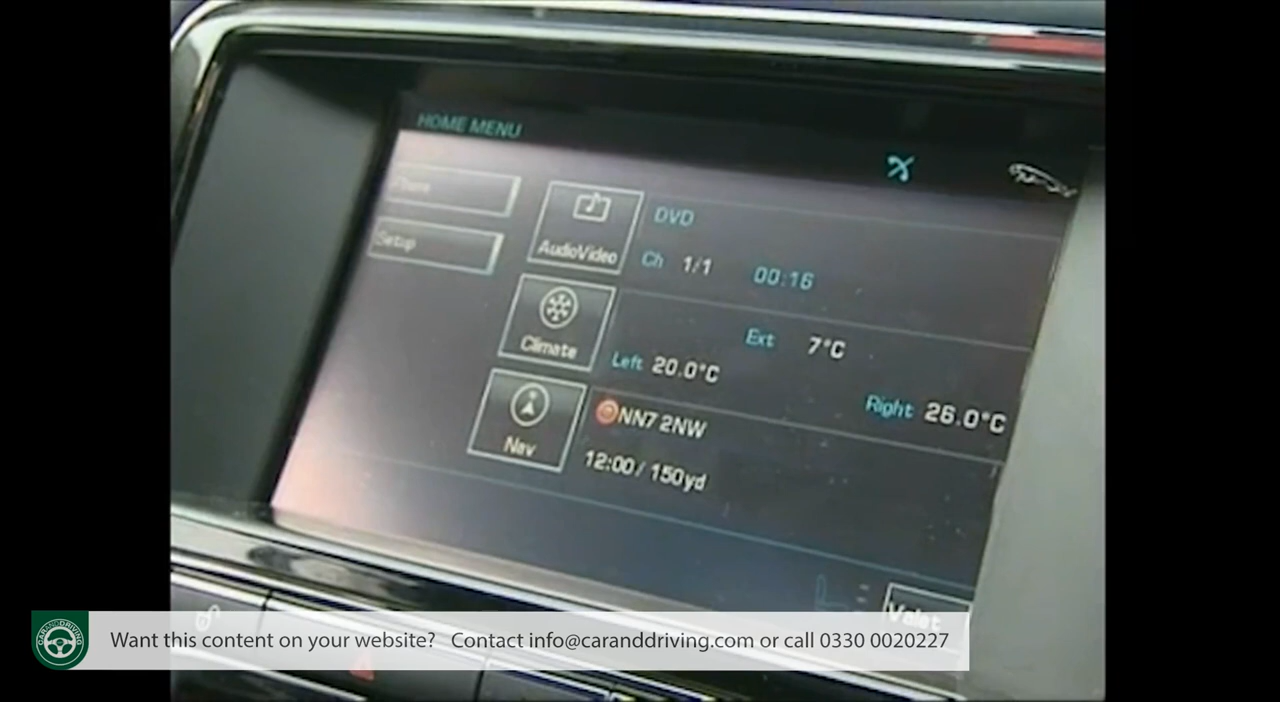 HOME MENU
Phone
Setup
AudioVideo
DVD
Ch 1/1 00:16
Climate
Ext 7°C
Left 20.0°C
Right 26.0°C
Nav
NN7 2NW
12:00/ 150yd
Valet
CARANDDRIVING
Want this content on your website? Contact info@caranddriving.com or call 0330 0020227